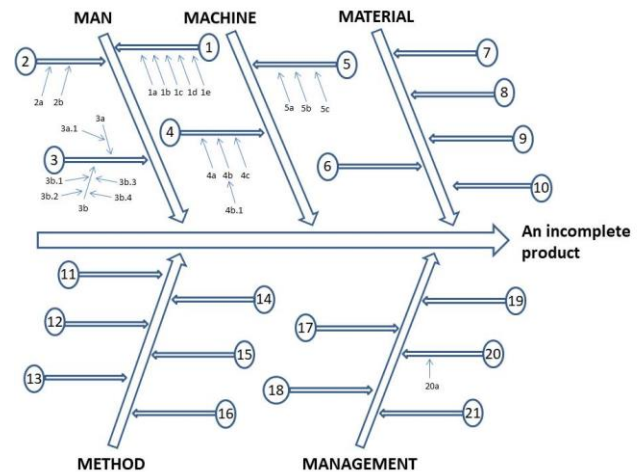 MAN
MACHINE
MATERIAL
1
2
5
7
1a 1b 1c 1d 1e
2a 2b
8
5a 5b 5c
3a
3a.1
4
9
3
6
4a 4b 4c
3b.1
3b.3
3b.2
3b.4
3b
4b.1
10
An incomplete
product
11
14
19
12
17
15
20
13
18
20a
16
21
METHOD
MANAGEMENT